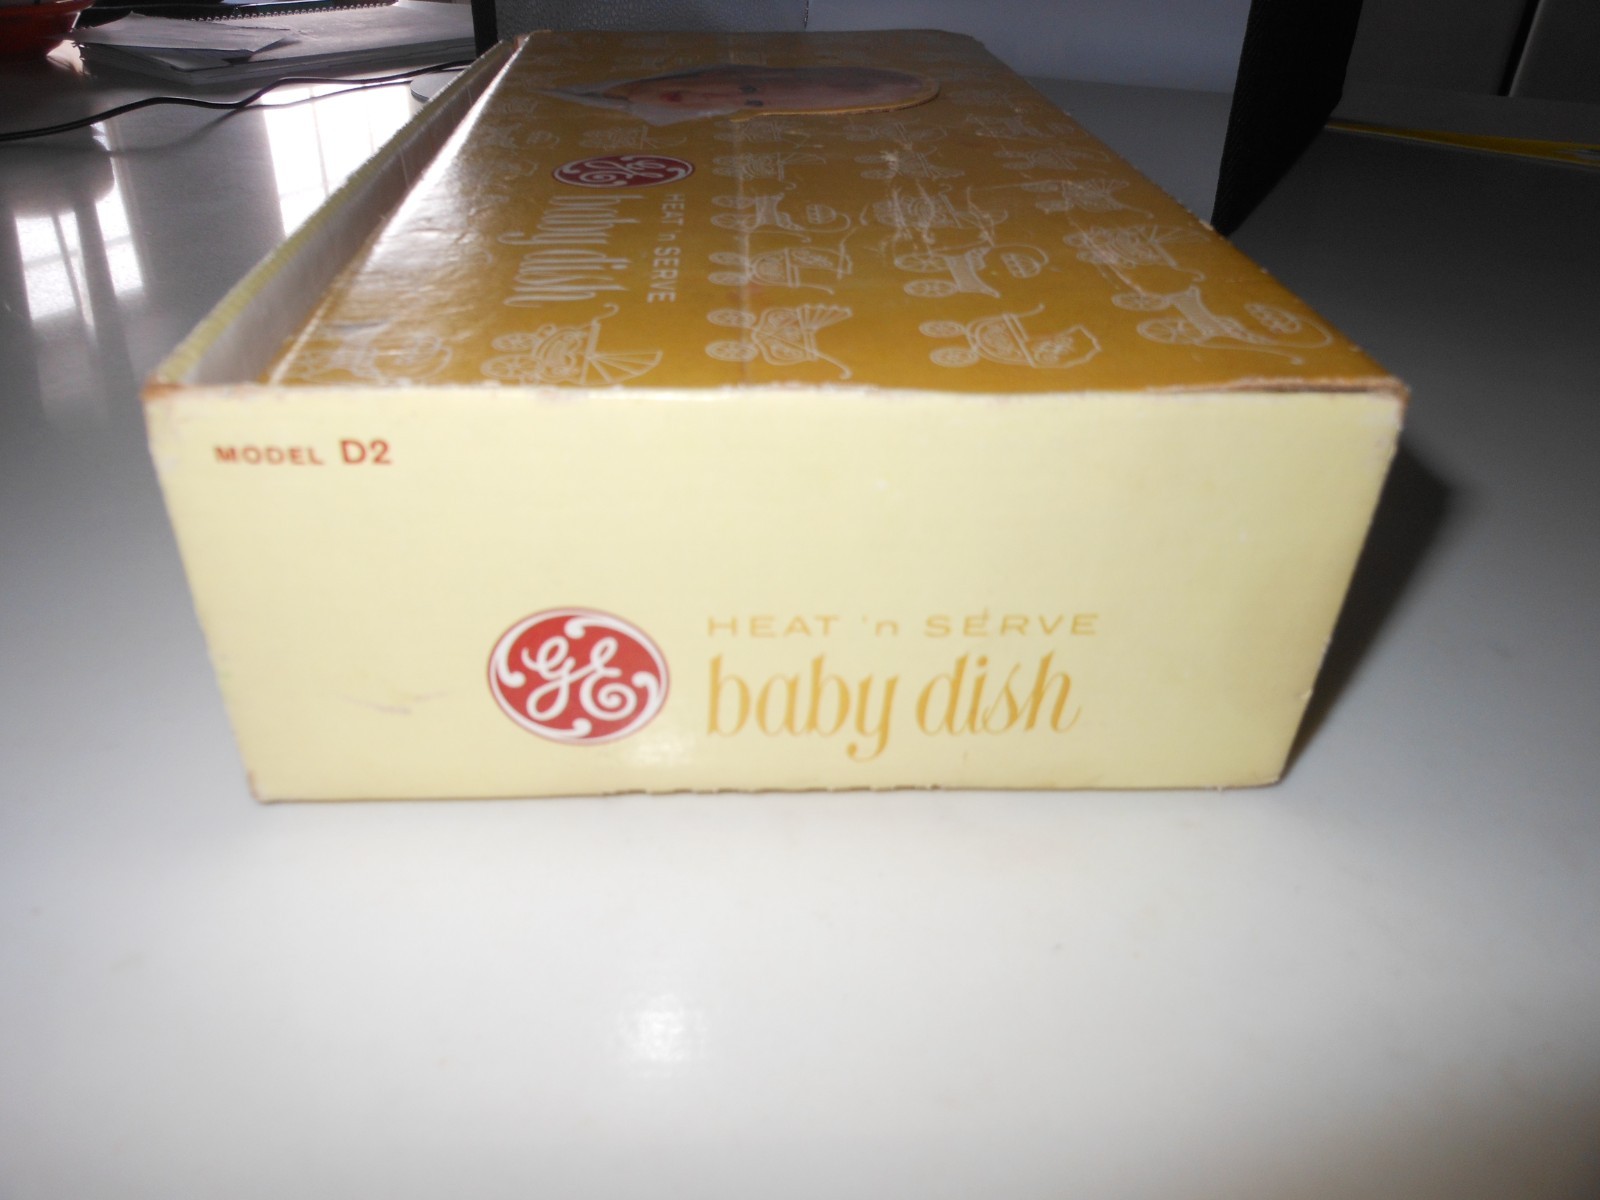 GE
HEAT 'n SERVE
baby dish
MODEL D2
GE
HEAT 'n SERVE
baby dish